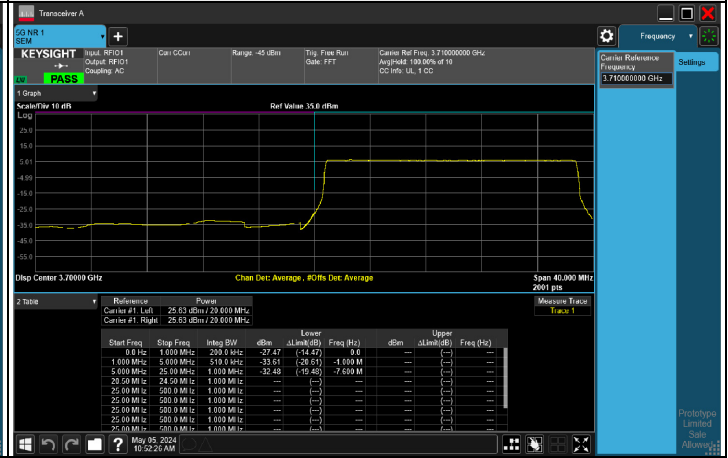 Transceiver A
5G NR 1
SEM
+
Frequency
KEYSIGHT
Input: RFIO1
Output: RFIO1
Coupling: AC
Corr CCorr
Range: -45 dBm
Trig: Free Run
Gate: FFT
Carrier Ref Freq: 3.710000000 GHz
Avg|Hold: 100.00% of 10
CC Info: UL, 1 CC
PASS
Carrier Reference
Frequency
3.710000000 GHz
Settings
1 Graph
Scale/Div 10 dB
Ref Value 35.0 dBm
Log
25.0
15.0
5.01
-4.99
-15.0
-25.0
-35.0
-45.0
-55.0
Disp Center 3.70000 GHz
Chan Det: Average , #Offs Det: Average
Span 40.000 MHz
2001 pts
2 Table
Reference Power
Carrier #1. Left 25.63 dBm / 20.000 MHz
Carrier #1. Right 25.63 dBm / 20.000 MHz
Measure Trace
Trace 1
Lower Upper
Start Freq Stop Freq Integ BW dBm ΔLimit(dB) Freq (Hz) dBm ΔLimit(dB) Freq (Hz)
0.0 Hz 1.000 MHz 200.0 kHz -27.47 (-14.47) 0.0 --- (---) ---
1.000 MHz 5.000 MHz 510.0 kHz -33.61 (-20.61) -1.000 M --- (---) ---
5.000 MHz 25.00 MHz 1.000 MHz -32.48 (-19.48) -7.600 M --- (---) ---
20.50 MHz 24.50 MHz 1.000 MHz --- (---) --- --- (---) ---
25.00 MHz 500.0 MHz 1.000 MHz --- (---) --- --- (---) ---
25.00 MHz 500.0 MHz 1.000 MHz --- (---) --- --- (---) ---
25.00 MHz 500.0 MHz 1.000 MHz --- (---) --- --- (---) ---
25.00 MHz 500.0 MHz 1.000 MHz --- (---) --- --- (---) ---
25.00 MHz 500.0 MHz 1.000 MHz --- (---) --- --- (---) ---
Prototype
Limited
Sale
Allowed
?
May 05, 2024
10:52:26 AM